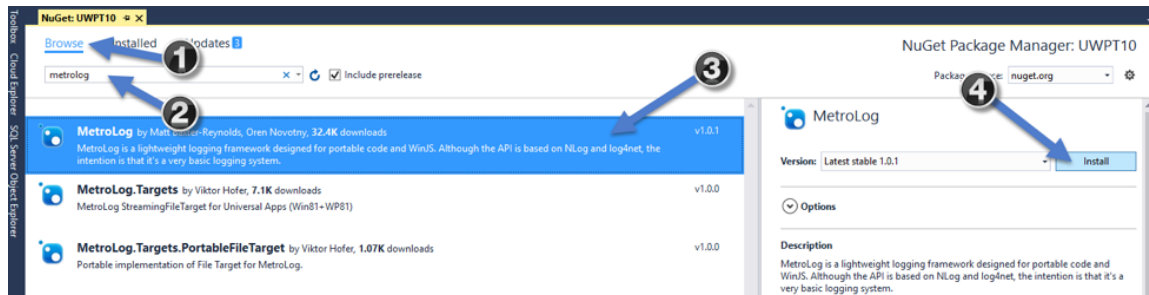 NuGet: UWPT10
Toolbox
Cloud Explorer
SQL Server Object Explorer
Browse
Installed
Updates 3
NuGet Package Manager: UWPT10
metrolog
Include prerelease
nuget.org
1
2
3
4
MetroLog by Matt Reynolds, Oren Novotny, 32.4K downloads
v1.0.1
MetroLog is a lightweight logging framework designed for portable code and WinJS. Although the API is based on NLog and log4net, the
intention is that it's a very basic logging system.
MetroLog.Targets by Viktor Hofer, 7.1K downloads
v1.0.0
MetroLog StreamingFileTarget for Universal Apps (Win81+WP81)
MetroLog.Targets.PortableFileTarget by Viktor Hofer, 1.07K downloads
v1.0.0
Portable implementation of File Target for MetroLog.
MetroLog
Version: Latest stable 1.0.1
Install
Options
Description
MetroLog is a lightweight logging framework designed for portable code and
WinJS. Although the API is based on NLog and log4net, the intention is that it's a
very basic logging system.